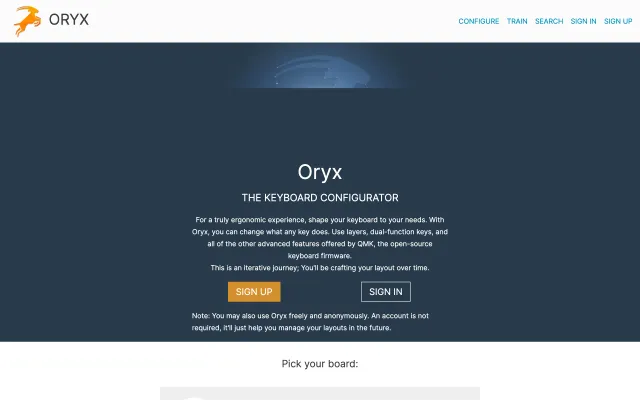 ORYX
CONFIGURE TRAIN SEARCH SIGN IN SIGN UP
Oryx
THE KEYBOARD CONFIGURATOR
For a truly ergonomic experience, shape your keyboard to your needs. With
Oryx, you can change what any key does. Use layers, dual-function keys, and
all of the other advanced features offered by QMK, the open-source
keyboard firmware.
This is an iterative journey; You'll be crafting your layout over time.
SIGN UP SIGN IN
Note: You may also use Oryx freely and anonymously. An account is not
required, it'll just help you manage your layouts in the future.
Pick your board: